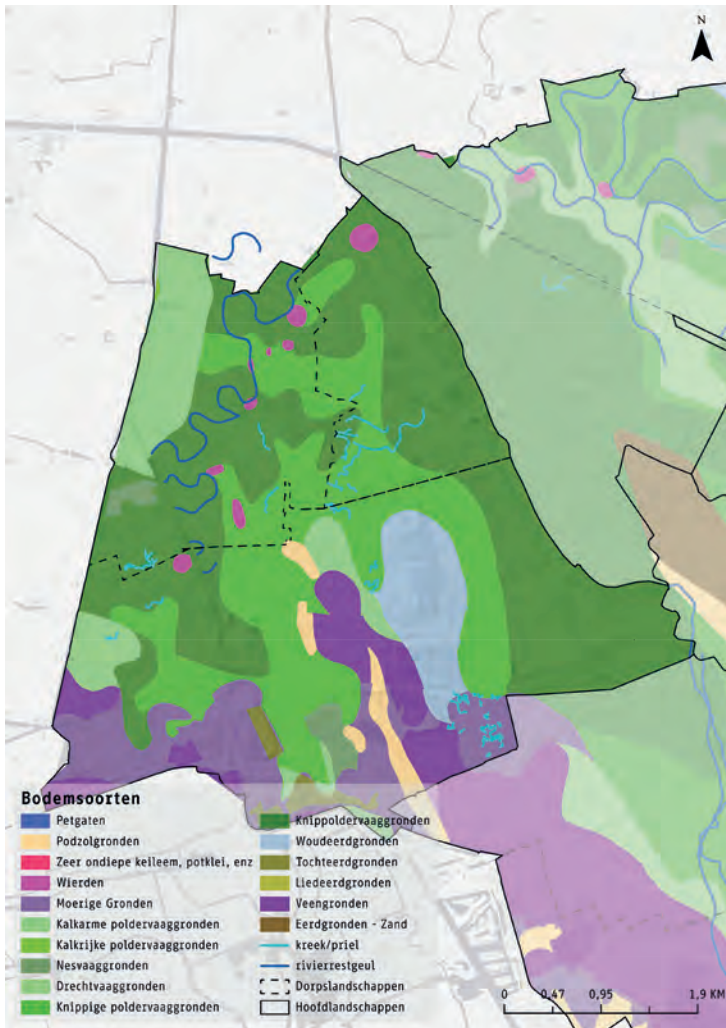 N
Bodemsoorten
Petgaten
Podzolgronden
Zeer ondiepe keileem, potklei, enz
Wierden
Moerige Gronden
Kalkarme poldervaaggronden
Kalkrijke poldervaaggronden
Nesvaaggronden
Drechtvaaggronden
Knippige poldervaaggronden
Knippoldervaaggronden
Woudeerdgronden
Tochteerdgronden
Liedeerdgronden
Veengronden
Eerdgronden - Zand
kreek/priel
rivierrestgeul
Dorpslandschappen
Hoofdlandschappen
0 0,47 0,95 1,9 KM